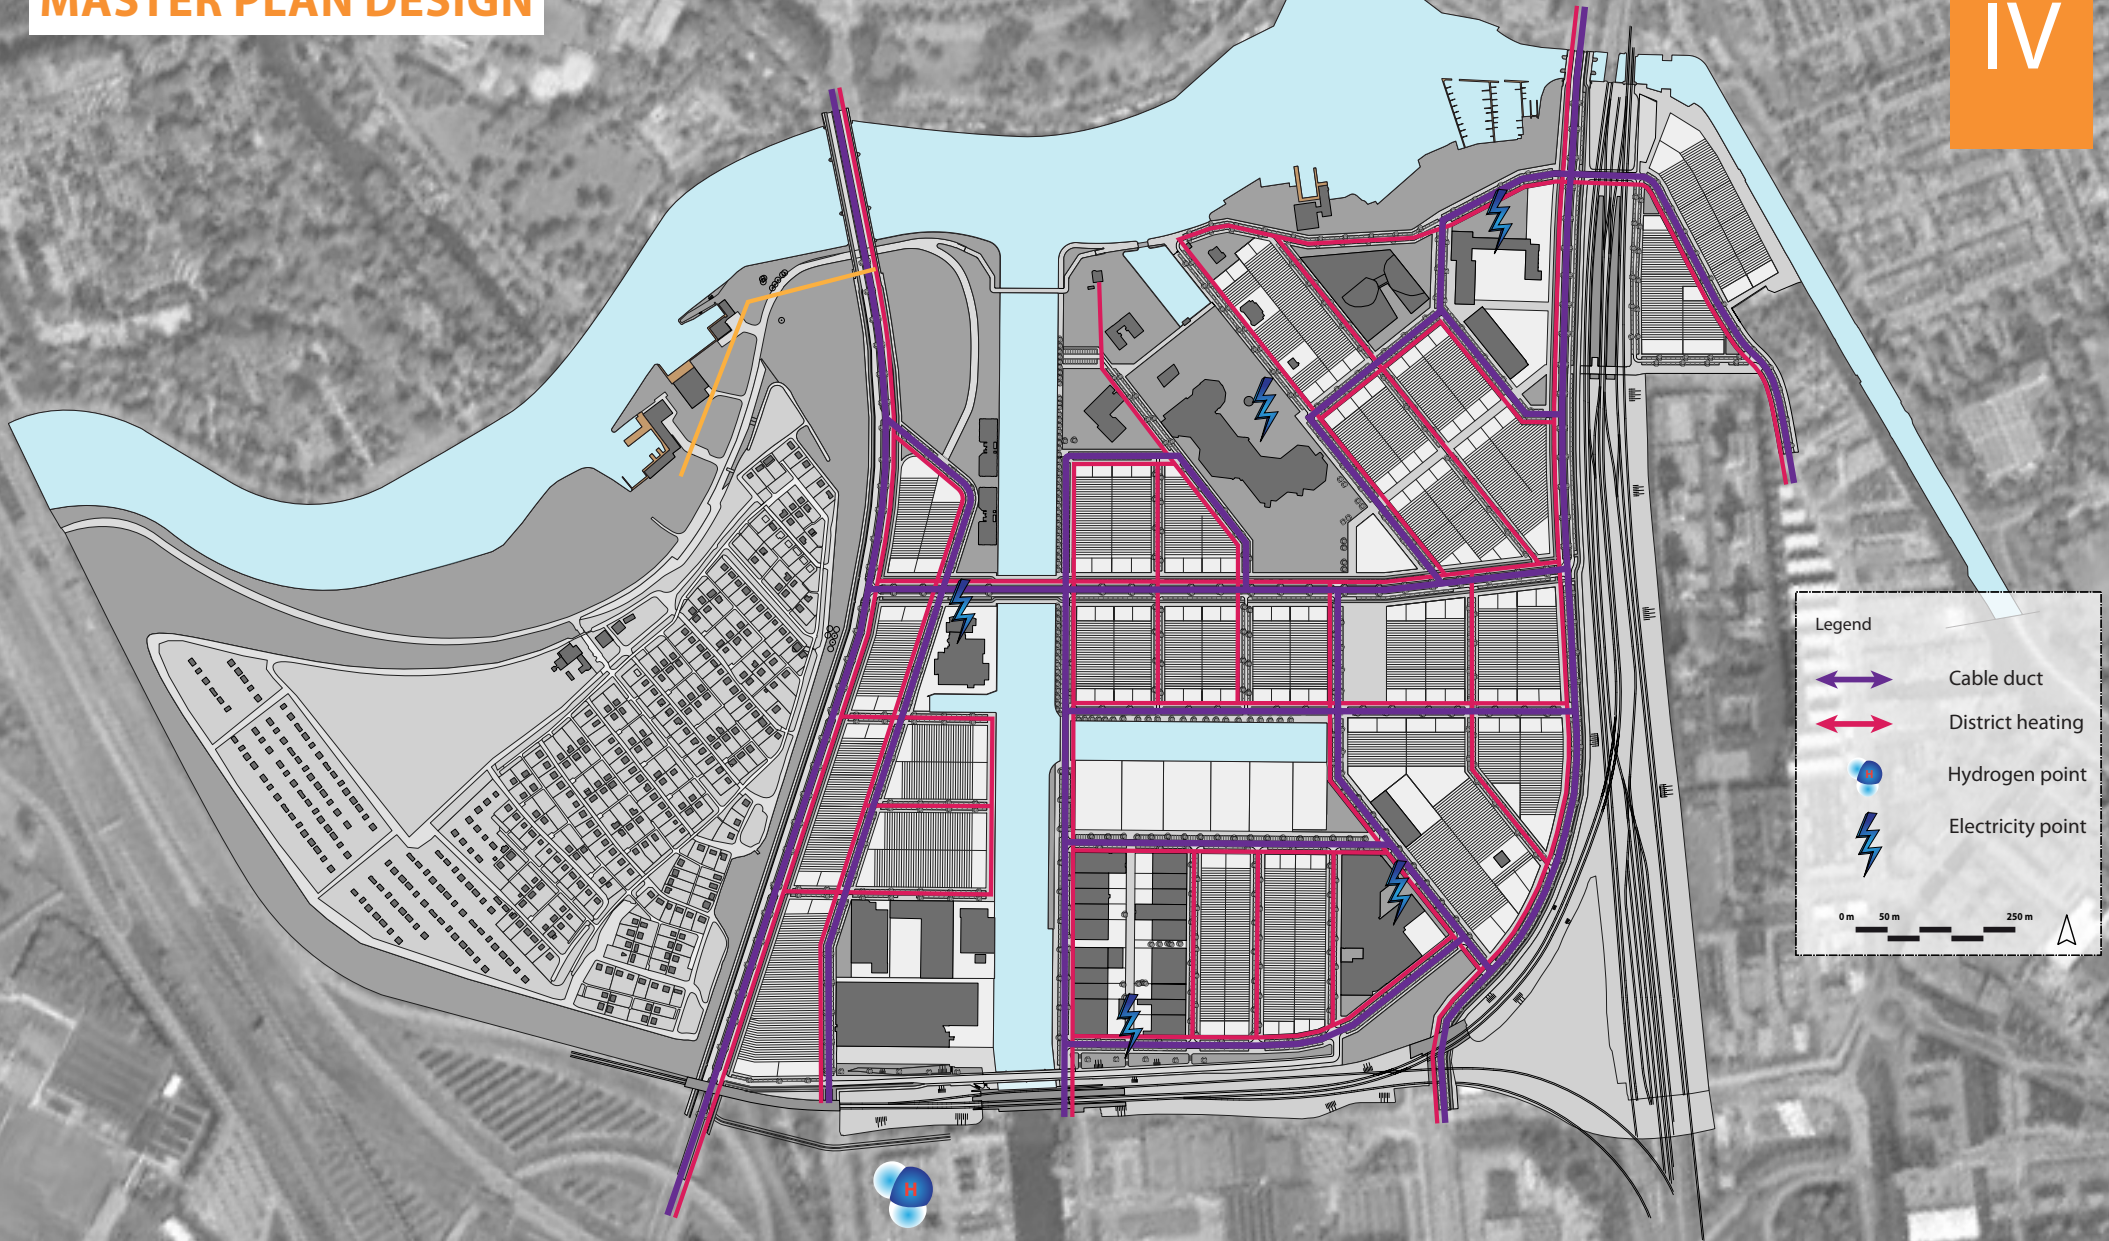 MASTER PLAN DESIGN
IV
Legend
Cable duct
District heating
H
Hydrogen point
Electricity point
0 m 50 m 250 m
H